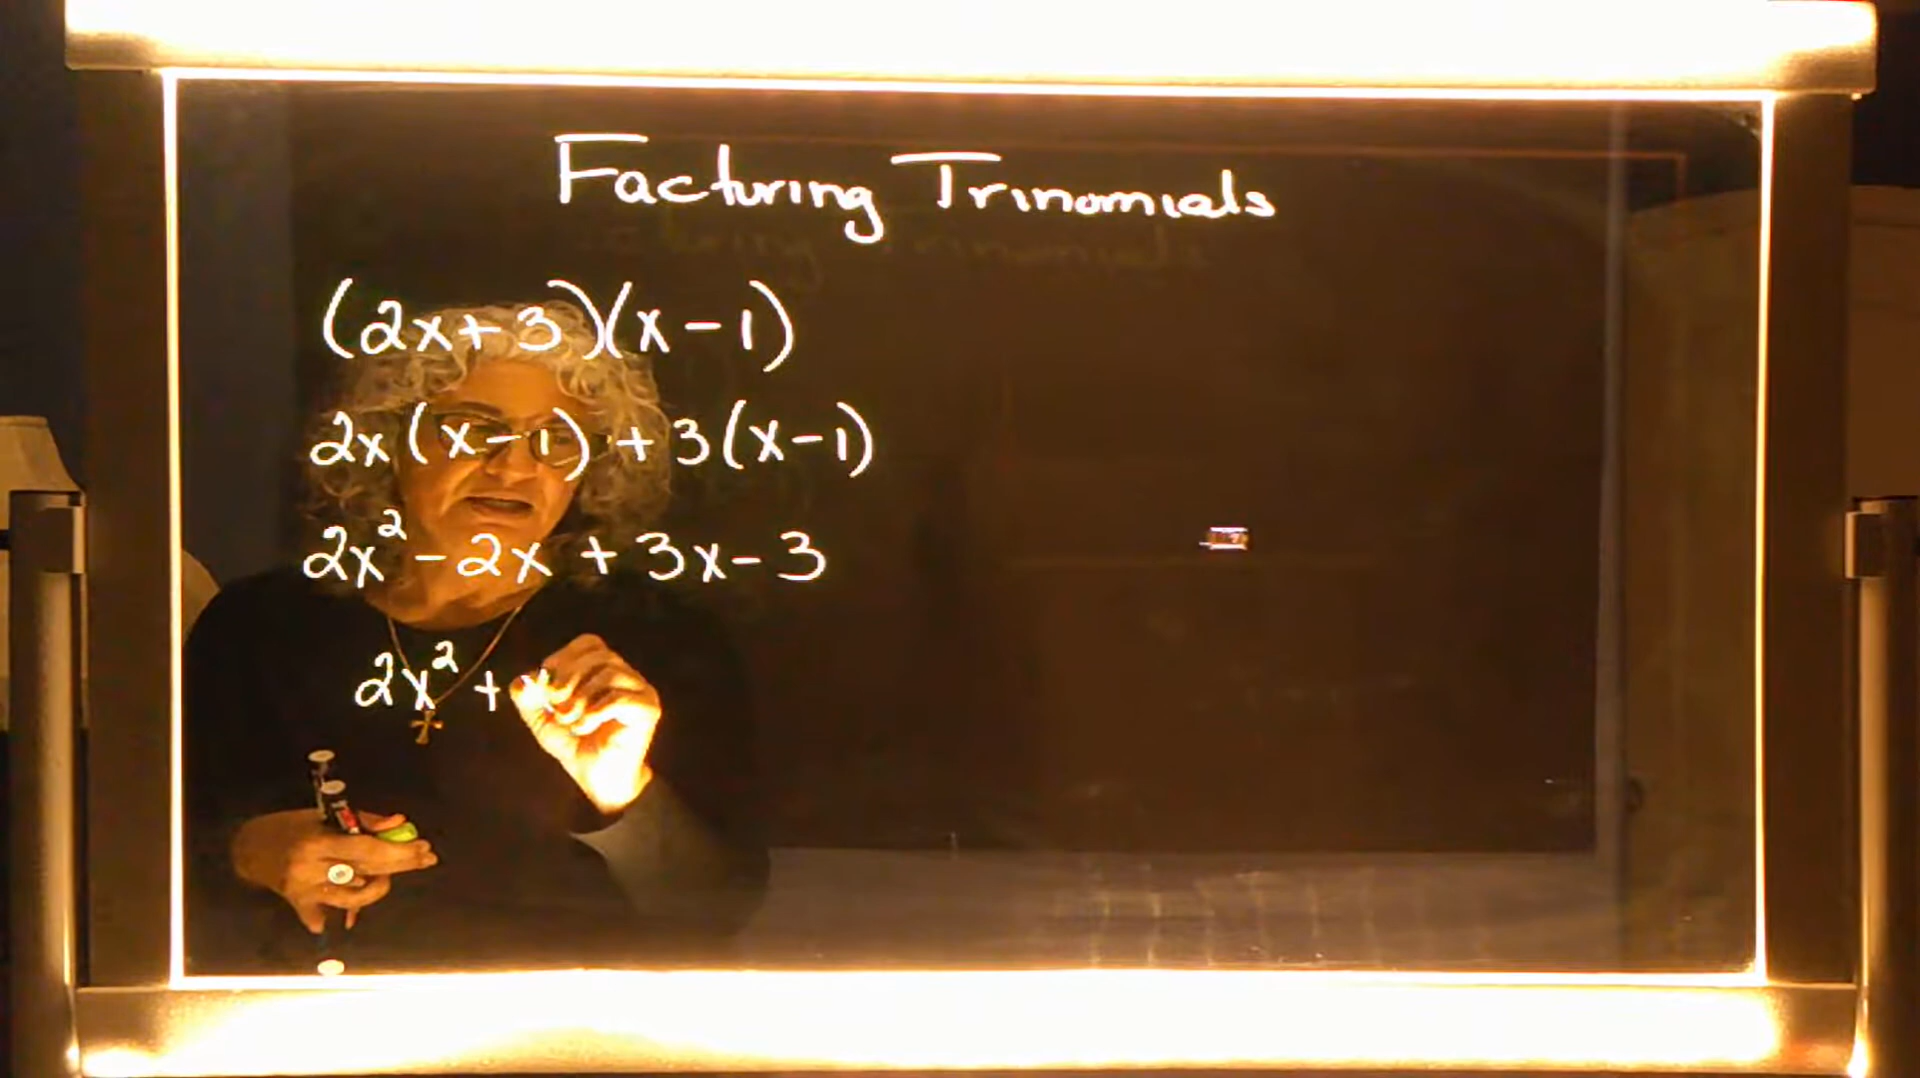 Factoring Trinomials
(2x+3)(x-1)
2x(x-1)+3(x-1)
2x²-2x+3x-3
2x²+x